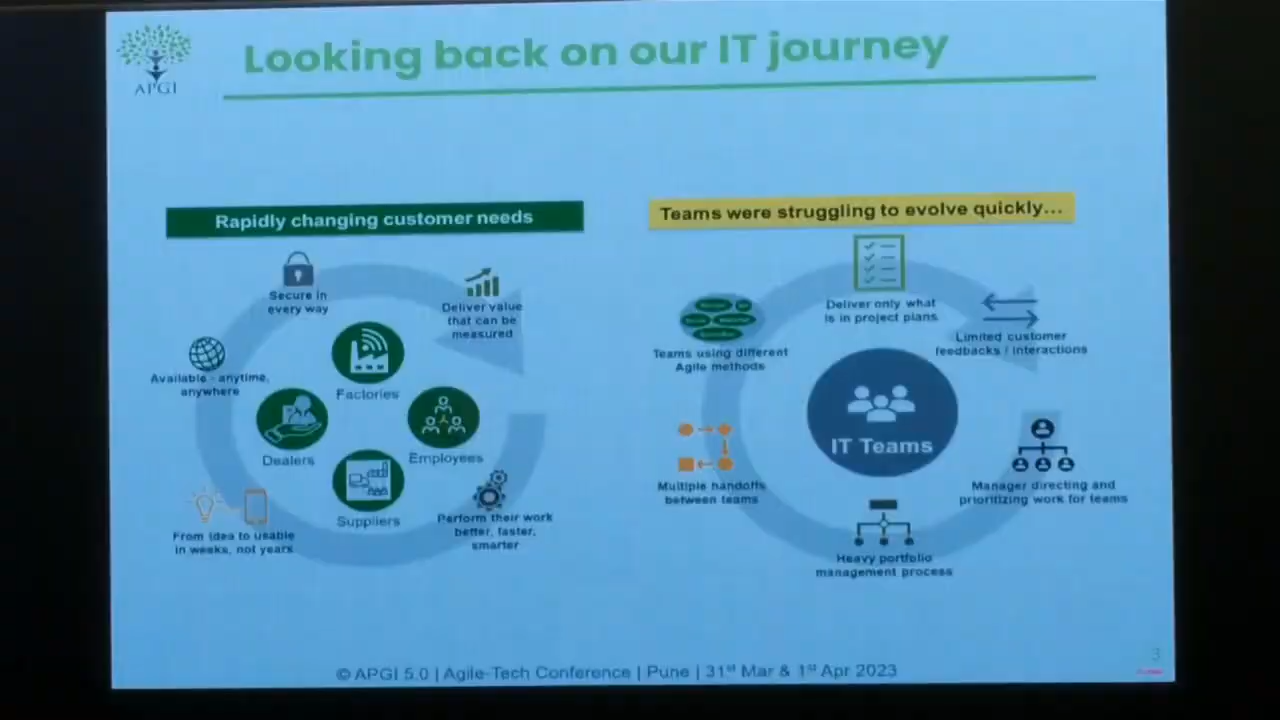 APGI
Looking back on our IT journey
Rapidly changing customer needs
Secure in
every way
Deliver value
that can be
measured
Available - anytime,
anywhere
Factories
Dealers
Employees
Suppliers
From idea to usable
in weeks, not years
Perform their work
better, faster,
smarter
Teams were struggling to evolve quickly...
Deliver only what
is in project plans
Limited customer
feedbacks / interactions
Teams using different
Agile methods
IT Teams
Multiple handoffs
between teams
Manager directing and
prioritizing work for teams
Heavy portfolio
management process
© APGI 5.0 | Agile-Tech Conference | Pune | 31st Mar & 1st Apr 2023
3